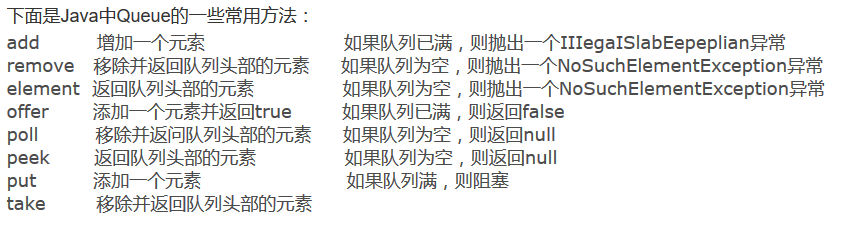 下面是Java中Queue的一些常用方法：
add 增加一个元索 如果队列已满，则抛出一个IIIegaISlabEepeplian异常
remove 移除并返回队列头部的元素 如果队列为空，则抛出一个NoSuchElementException异常
element 返回队列头部的元素 如果队列为空，则抛出一个NoSuchElementException异常
offer 添加一个元素并返回true 如果队列已满，则返回false
poll 移除并返问队列头部的元素 如果队列为空，则返回null
peek 返回队列头部的元素 如果队列为空，则返回null
put 添加一个元素 如果队列满，则阻塞
take 移除并返回队列头部的元素